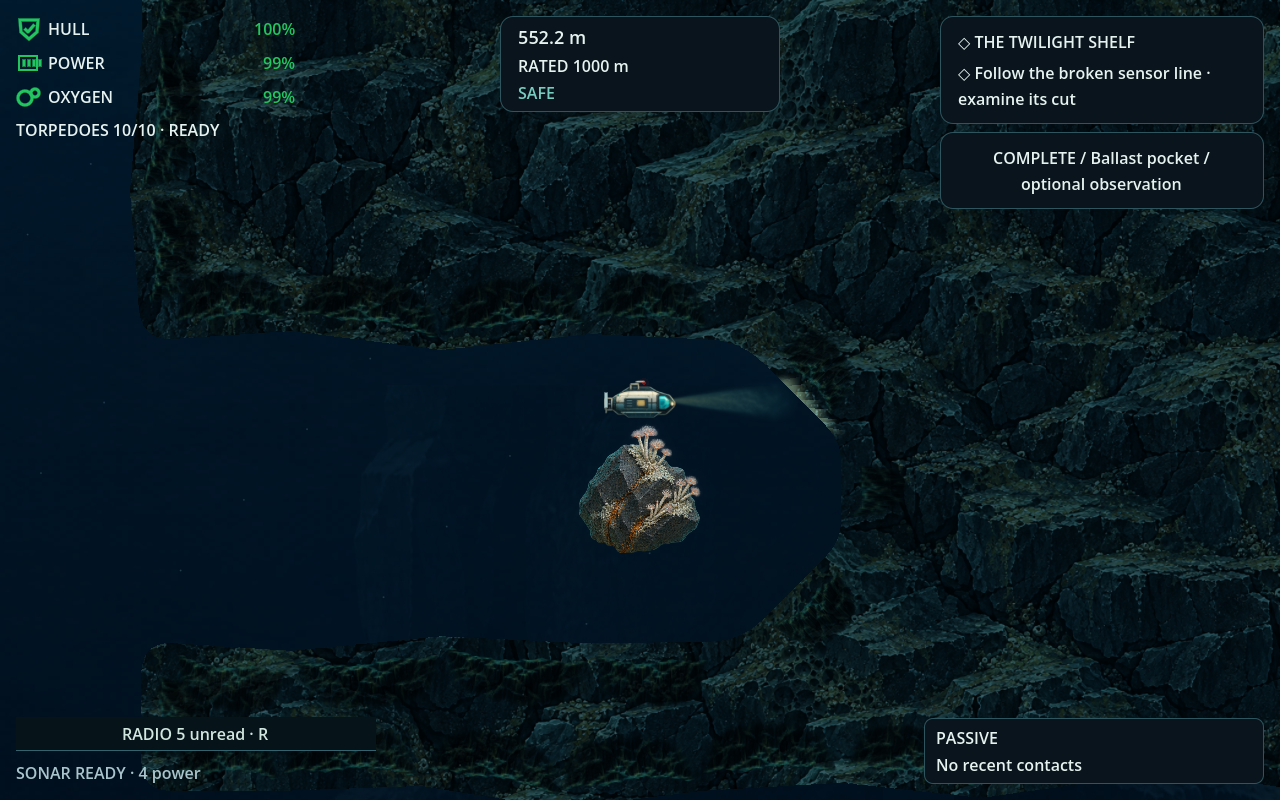 HULL 100%
POWER 99%
OXYGEN 99%
TORPEDOES 10/10 · READY
552.2 m
RATED 1000 m
SAFE
◇ THE TWILIGHT SHELF
◇ Follow the broken sensor line ·
examine its cut
COMPLETE / Ballast pocket /
optional observation
RADIO 5 unread · R
SONAR READY · 4 power
PASSIVE
No recent contacts